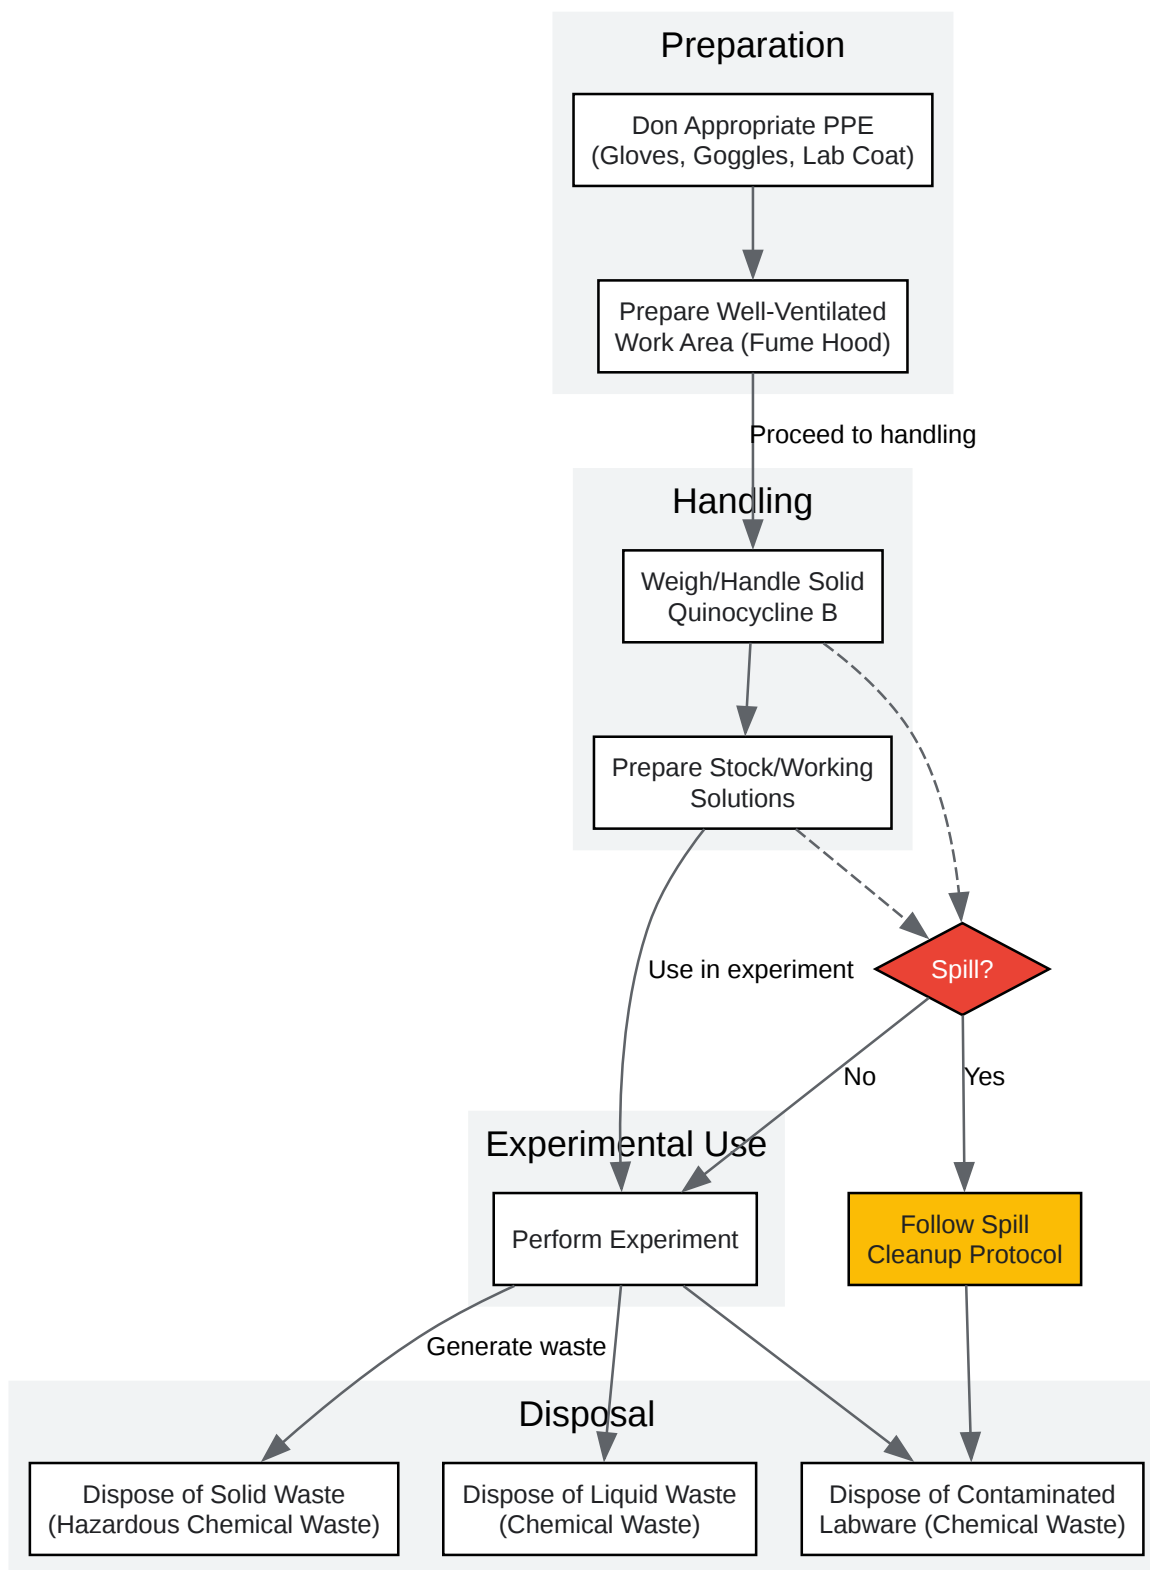 Preparation
Don Appropriate PPE
(Gloves, Goggles, Lab Coat)
Prepare Well-Ventilated
Work Area (Fume Hood)
Proceed to handling
Handling
Weigh/Handle Solid
Quinocycline B
Prepare Stock/Working
Solutions
Use in experiment
Spill?
No
Yes
Experimental Use
Perform Experiment
Follow Spill
Cleanup Protocol
Generate waste
Disposal
Dispose of Solid Waste
(Hazardous Chemical Waste)
Dispose of Liquid Waste
(Chemical Waste)
Dispose of Contaminated
Labware (Chemical Waste)